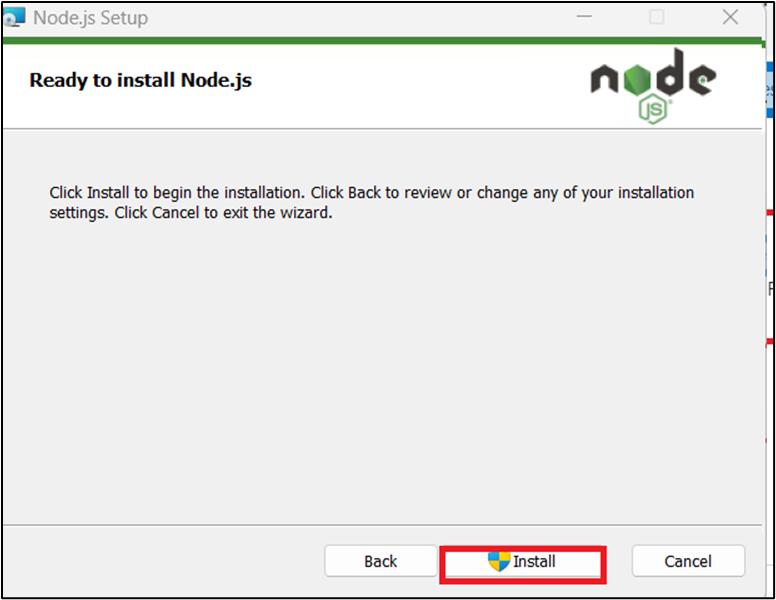 Node.js Setup
Ready to install Node.js
node
JS
Click Install to begin the installation. Click Back to review or change any of your installation
settings. Click Cancel to exit the wizard.
Back
Install
Cancel